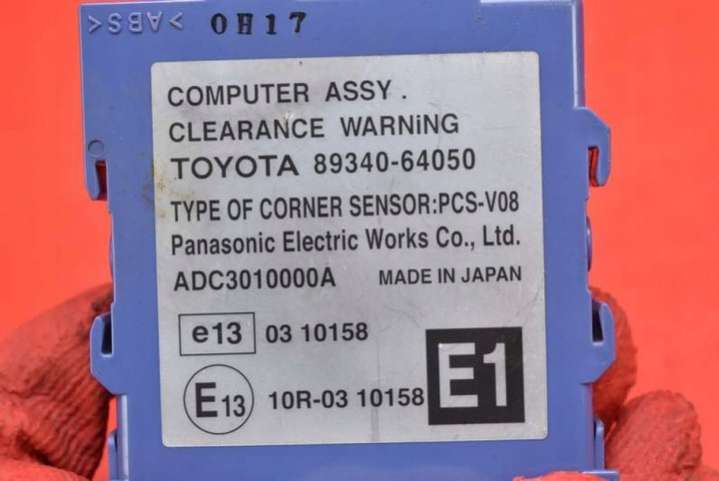 >ABS< 0H17
COMPUTER ASSY.
CLEARANCE WARNiNG
TOYOTA 89340-64050
TYPE OF CORNER SENSOR:PCS-V08
Panasonic Electric Works Co., Ltd.
ADC3010000A MADE IN JAPAN
e13 03 10158
E13 10R-03 10158 E1